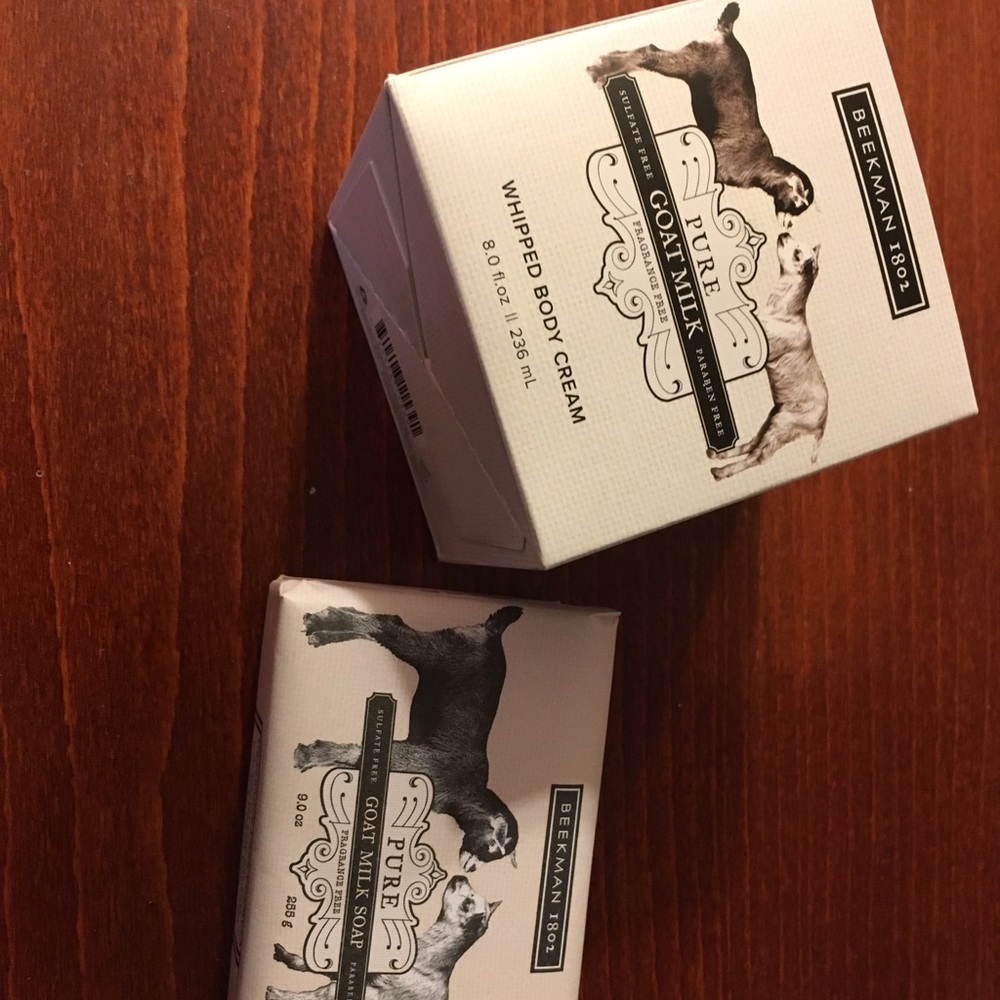 BEEKMAN 1802
PURE
SULFATE FREE GOAT MILK PARABEN FREE
FRAGRANCE FREE
WHIPPED BODY CREAM
8.0 fl.oz || 236 mL
BEEKMAN 1802
PURE
SULFATE FREE GOAT MILK SOAP
FRAGRANCE FREE
9.0 oz 255 g